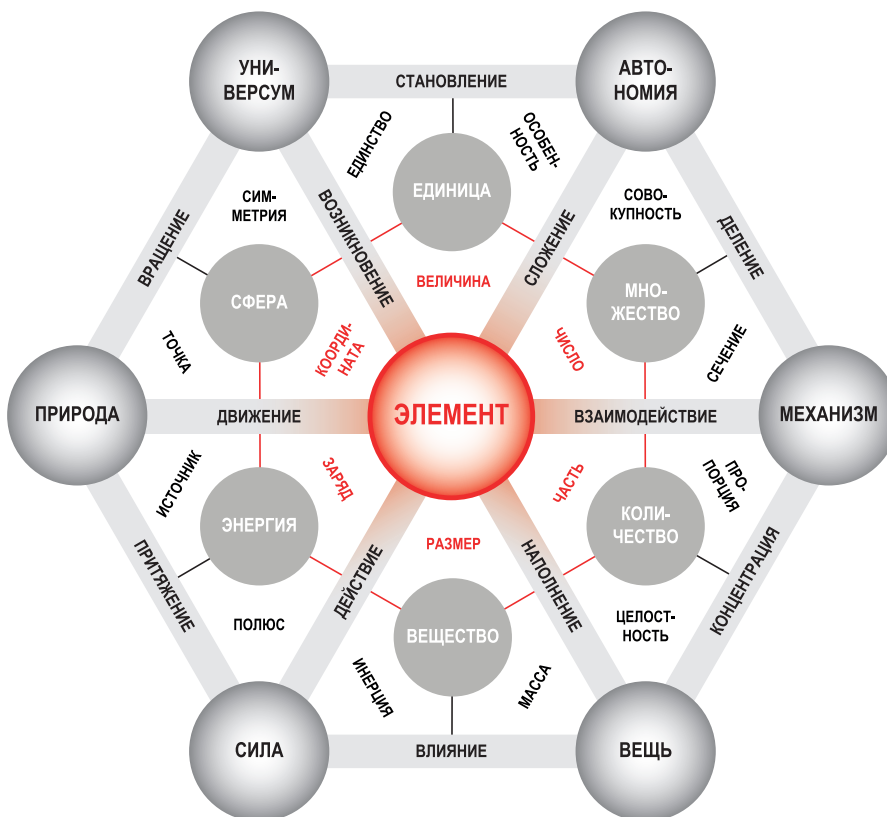 УНИ-
ВЕРСУМ
АВТО-
НОМИЯ
СТАНОВЛЕНИЕ
ЕДИНСТВО
ОСОБЕН-
НОСТЬ
ЕДИНИЦА
СИМ-
МЕТРИЯ
ВОЗНИКНОВЕНИЕ
СЛОЖЕНИЕ
СОВО-
КУПНОСТЬ
ВРАЩЕНИЕ
ДЕЛЕНИЕ
СФЕРА
ВЕЛИЧИНА
МНО-
ЖЕСТВО
ТОЧКА
КООРДИ-
НАТА
ЧИСЛО
СЕЧЕНИЕ
ПРИРОДА
ДВИЖЕНИЕ
ЭЛЕМЕНТ
ВЗАИМОДЕЙСТВИЕ
МЕХАНИЗМ
ИСТОЧНИК
ЗАРЯД
ЧАСТЬ
ПРО-
ПОРЦИЯ
ЭНЕРГИЯ
РАЗМЕР
КОЛИ-
ЧЕСТВО
ПРИТЯЖЕНИЕ
ДЕЙСТВИЕ
НАПОЛНЕНИЕ
КОНЦЕНТРАЦИЯ
ПОЛЮС
ВЕЩЕСТВО
ЦЕЛОСТ-
НОСТЬ
ИНЕРЦИЯ
МАССА
СИЛА
ВЛИЯНИЕ
ВЕЩЬ